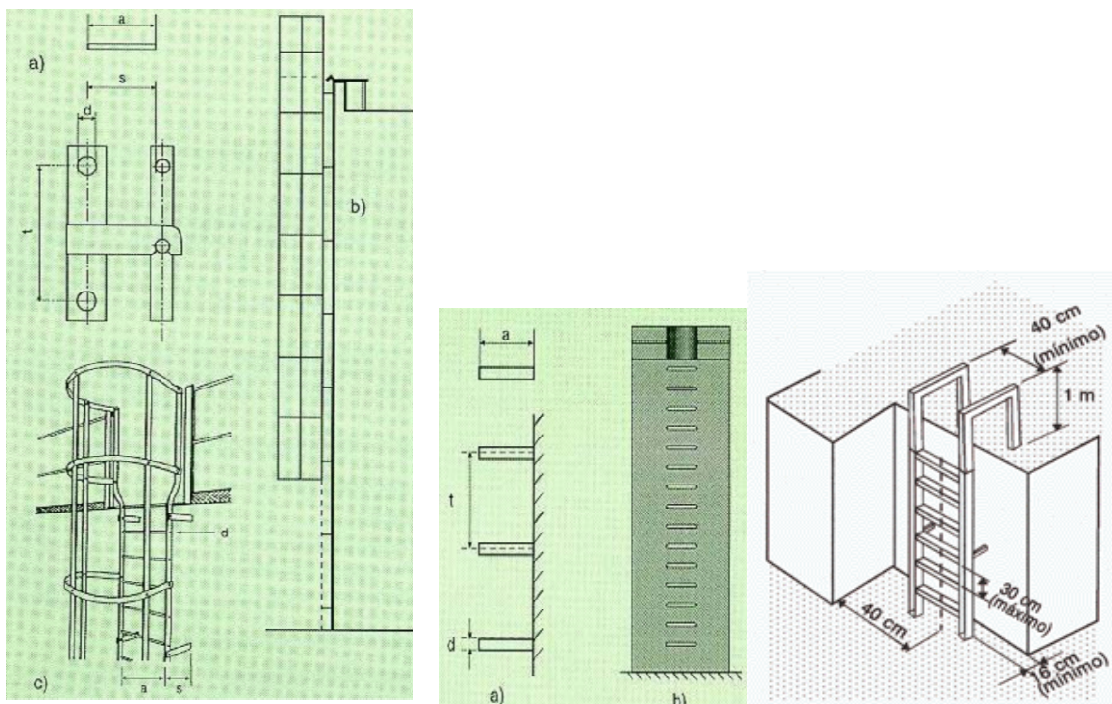 a
a)
s
d
t
b)
d
c)
a
s
a
t
d
a)
b)
40 cm
(mínimo)
1 m
30 cm
(máximo)
40 cm
16 cm
(mínimo)